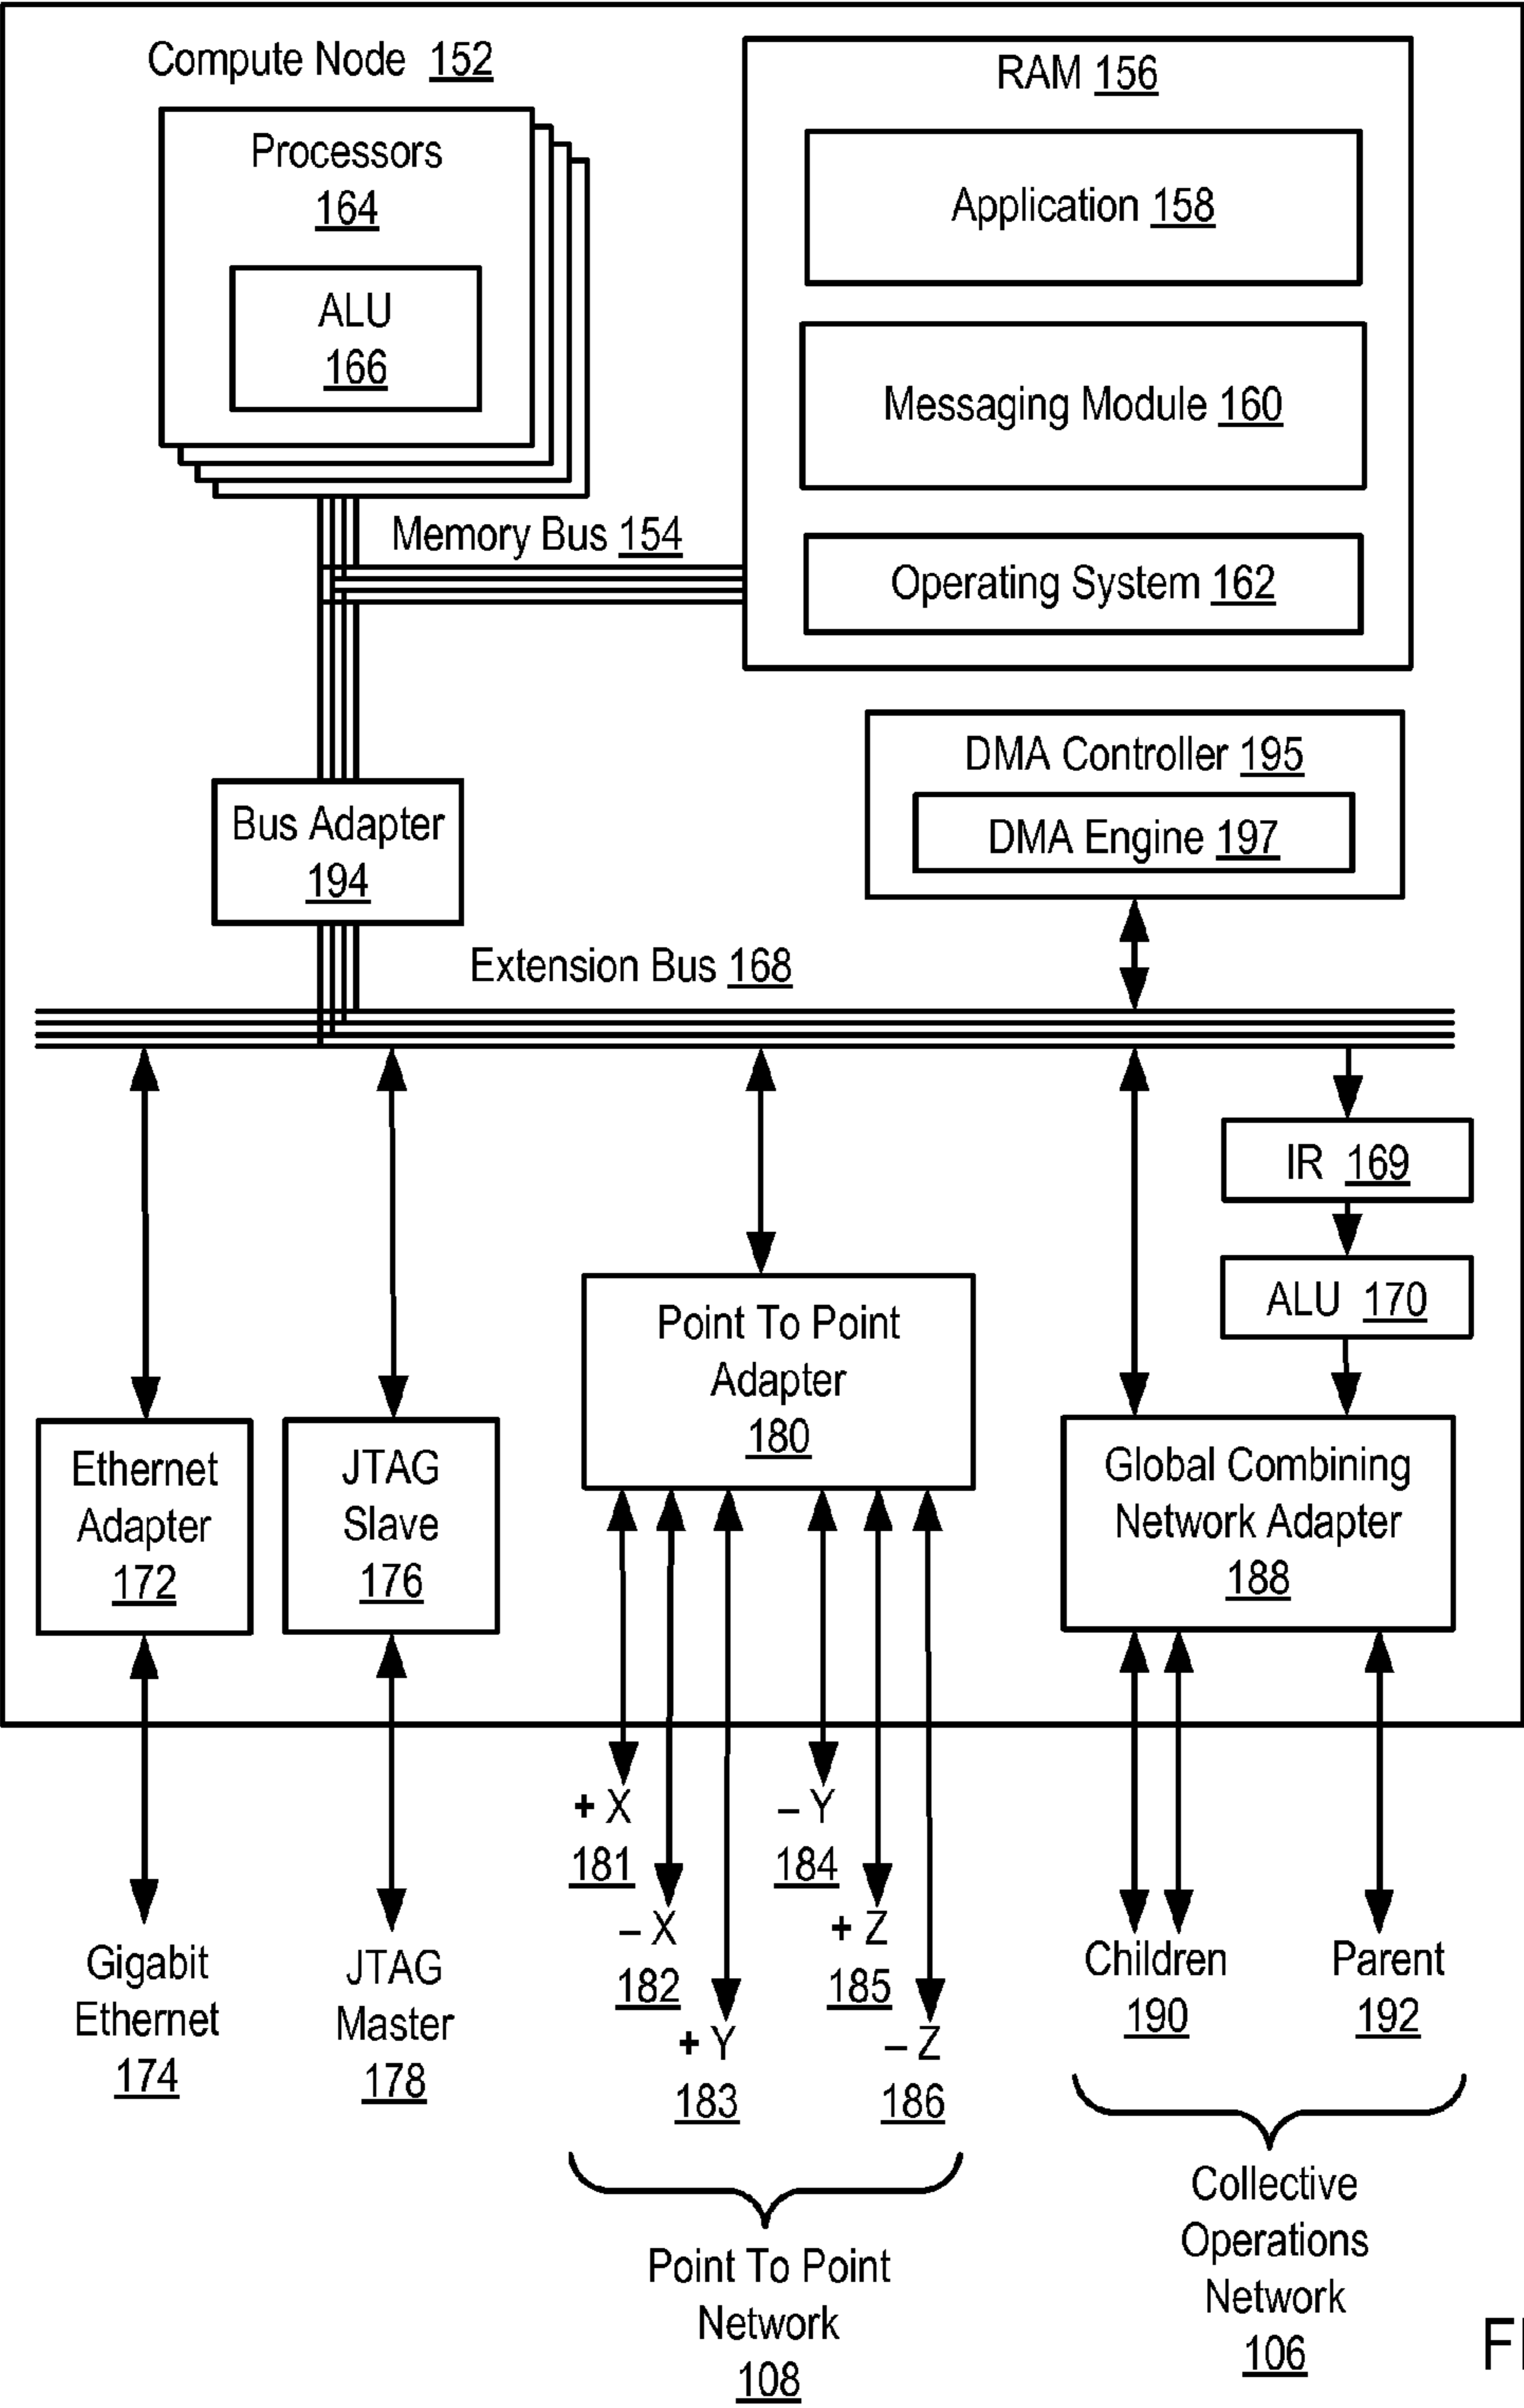 Compute Node 152
Processors
164
ALU
166
RAM 156
Application 158
Messaging Module 160
Operating System 162
Memory Bus 154
DMA Controller 195
DMA Engine 197
Bus Adapter
194
Extension Bus 168
IR 169
ALU 170
Point To Point
Adapter
180
Ethernet
Adapter
172
JTAG
Slave
176
Global Combining
Network Adapter
188
+ X
181
– X
182
+ Y
183
– Y
184
+ Z
185
– Z
186
Gigabit
Ethernet
174
JTAG
Master
178
Children
190
Parent
192
Point To Point
Network
108
Collective
Operations
Network
106